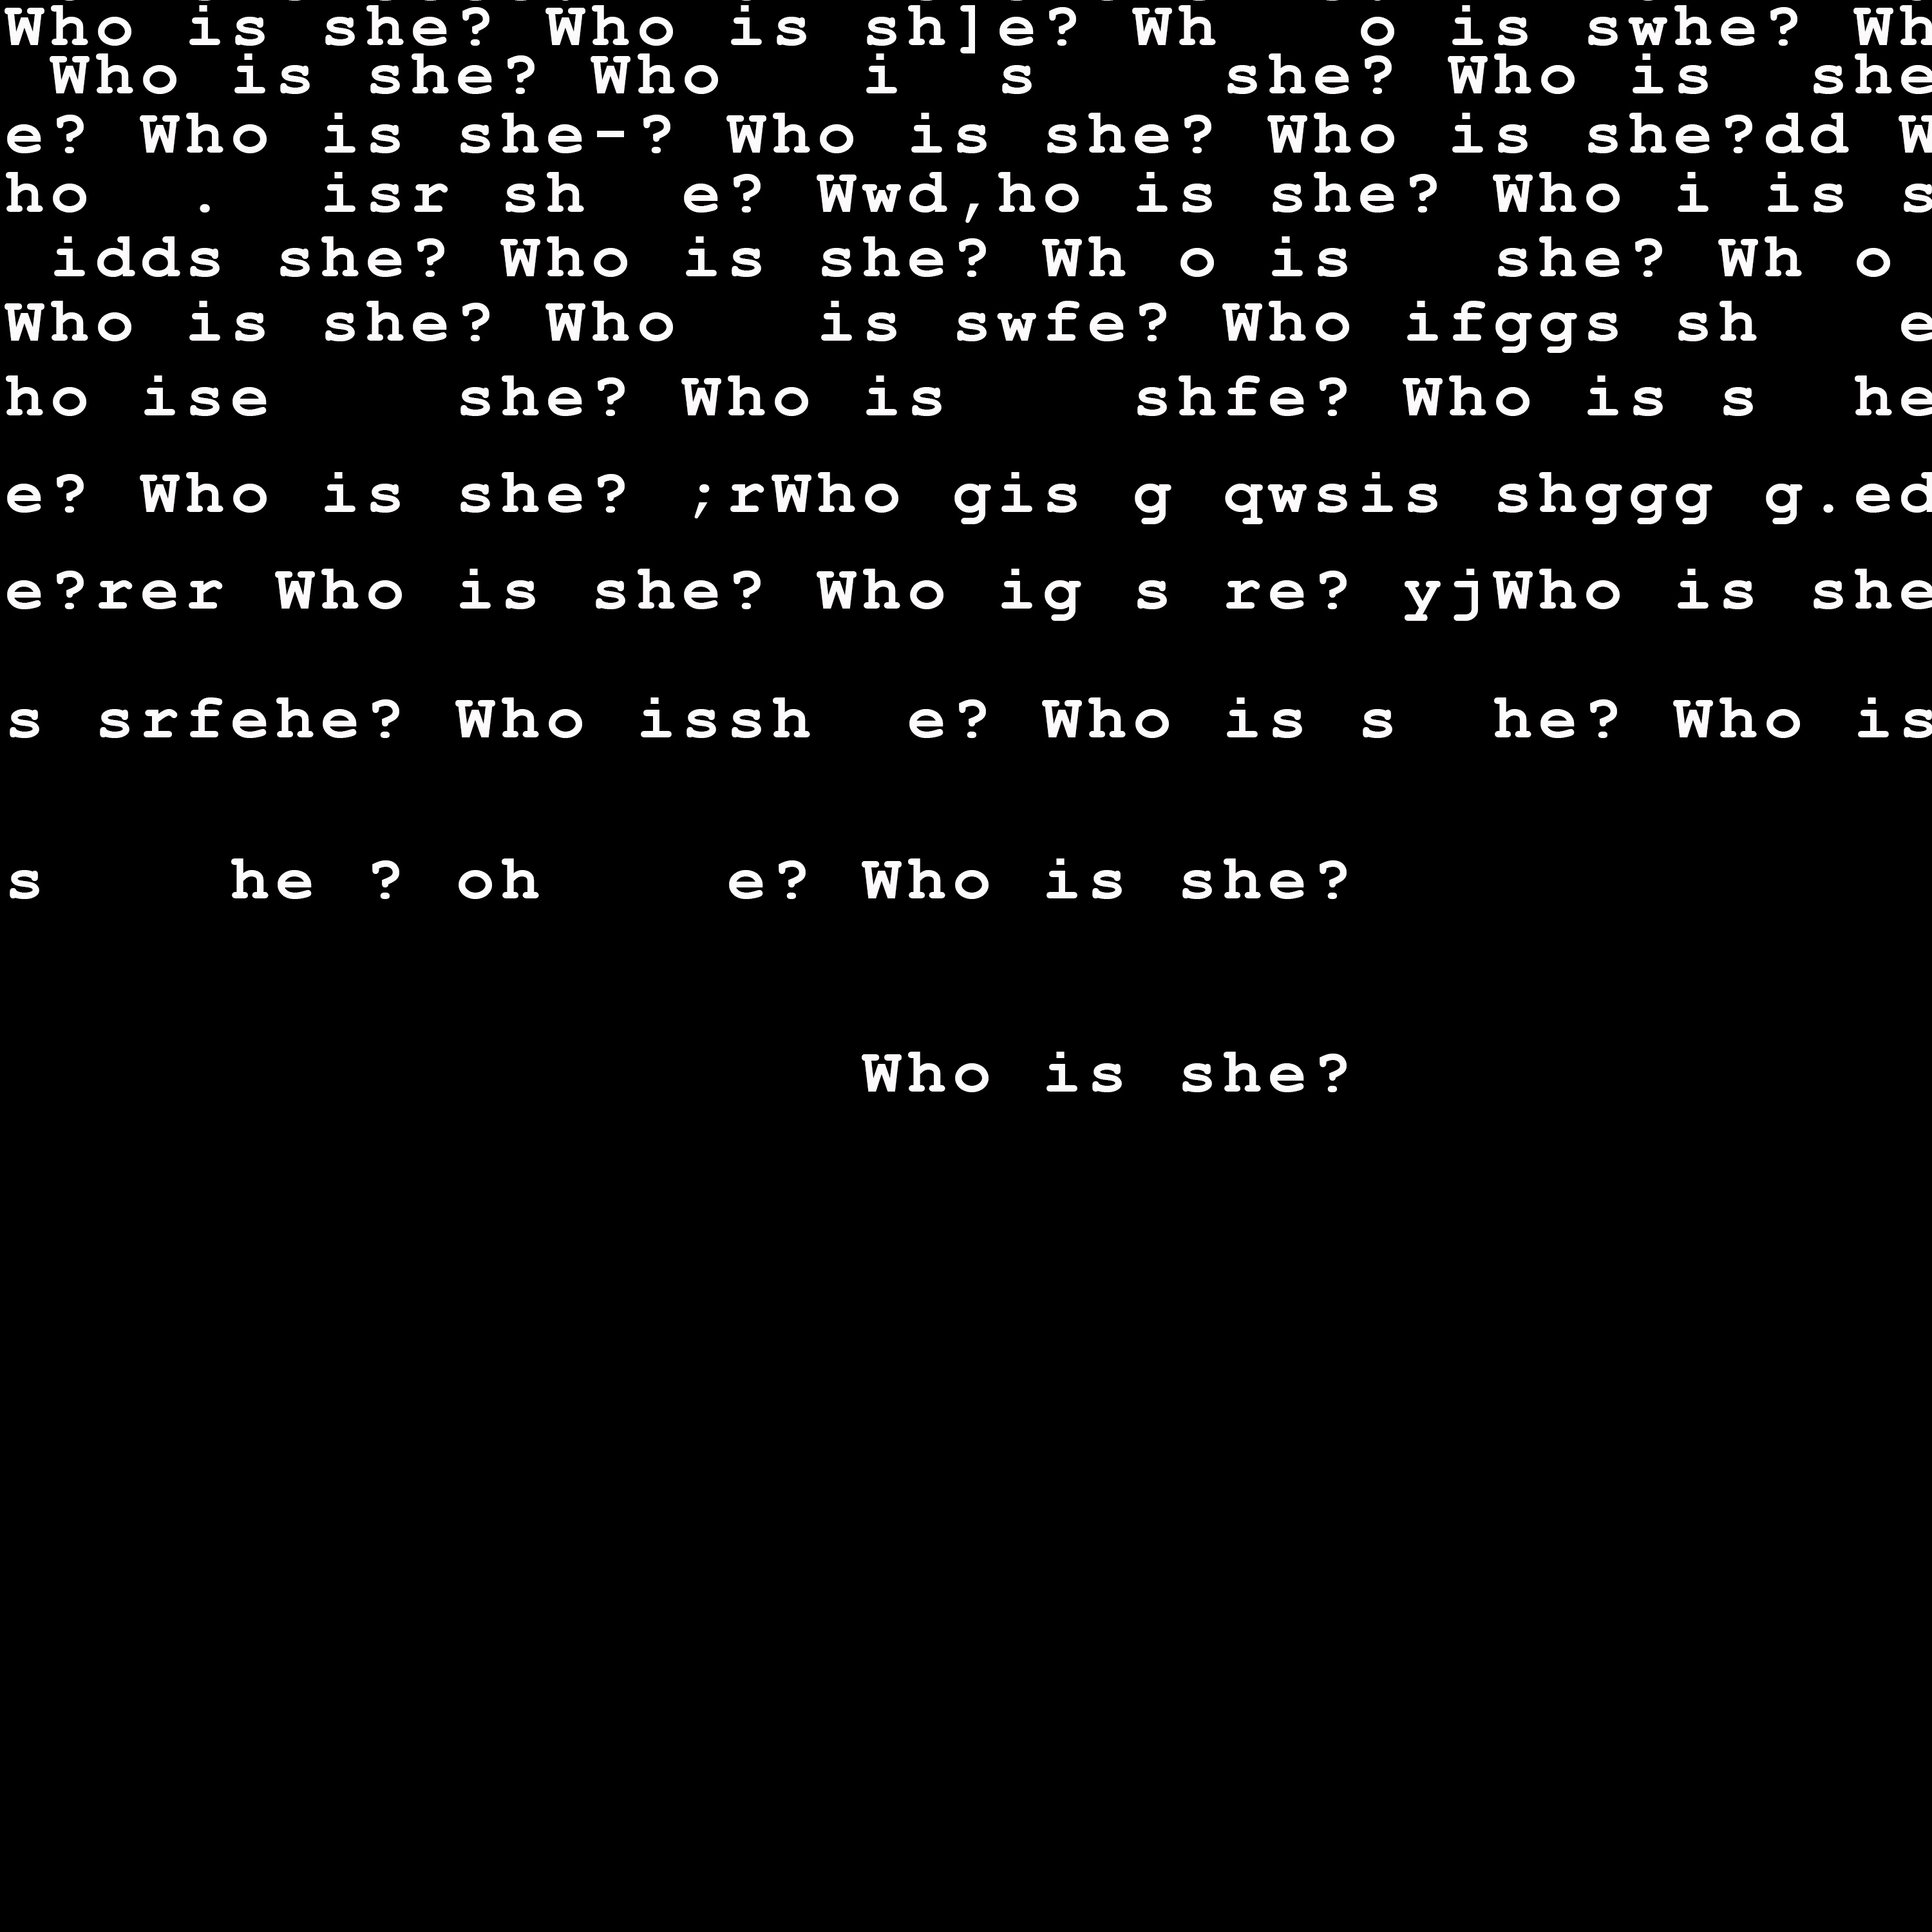 Who is she? Who is sh]e? Wh   o is swhe? Wh
 Who is she? Who   i  s    she? Who is  she
e? Who is she-? Who is she? Who is she?dd W
ho  .  isr sh  e? Wwd,ho is she? Who i is s
 idds she? Who is she? Wh o is   she? Wh o
Who is she? Who   is swfe? Who ifggs sh   e
ho ise    she? Who is    shfe? Who is s  he
e? Who is she? ;rWho gis g qwsis shggg g.ed
e?rer Who is she? Who ig s re? yjWho is she
s srfehe? Who issh  e? Who is s  he? Who is
s    he ? oh    e? Who is she?
Who is she?